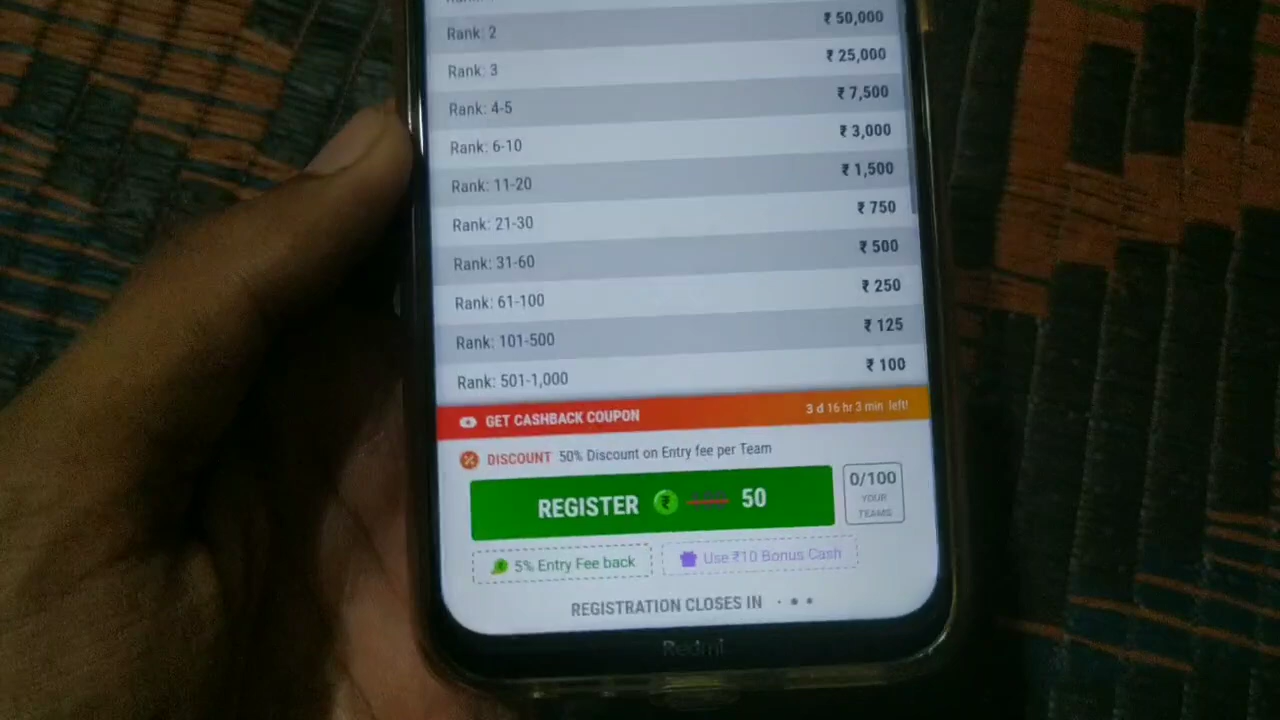 Rank: 2 ₹ 50,000
Rank: 3 ₹ 25,000
Rank: 4-5 ₹ 7,500
Rank: 6-10 ₹ 3,000
Rank: 11-20 ₹ 1,500
Rank: 21-30 ₹ 750
Rank: 31-60 ₹ 500
Rank: 61-100 ₹ 250
Rank: 101-500 ₹ 125
Rank: 501-1,000 ₹ 100
GET CASHBACK COUPON 3 d 16 hr 3 min left!
DISCOUNT 50% Discount on Entry fee per Team
REGISTER ₹ 50
0/100
YOUR
TEAMS
5% Entry Fee back
Use ₹10 Bonus Cash
REGISTRATION CLOSES IN
Redmi